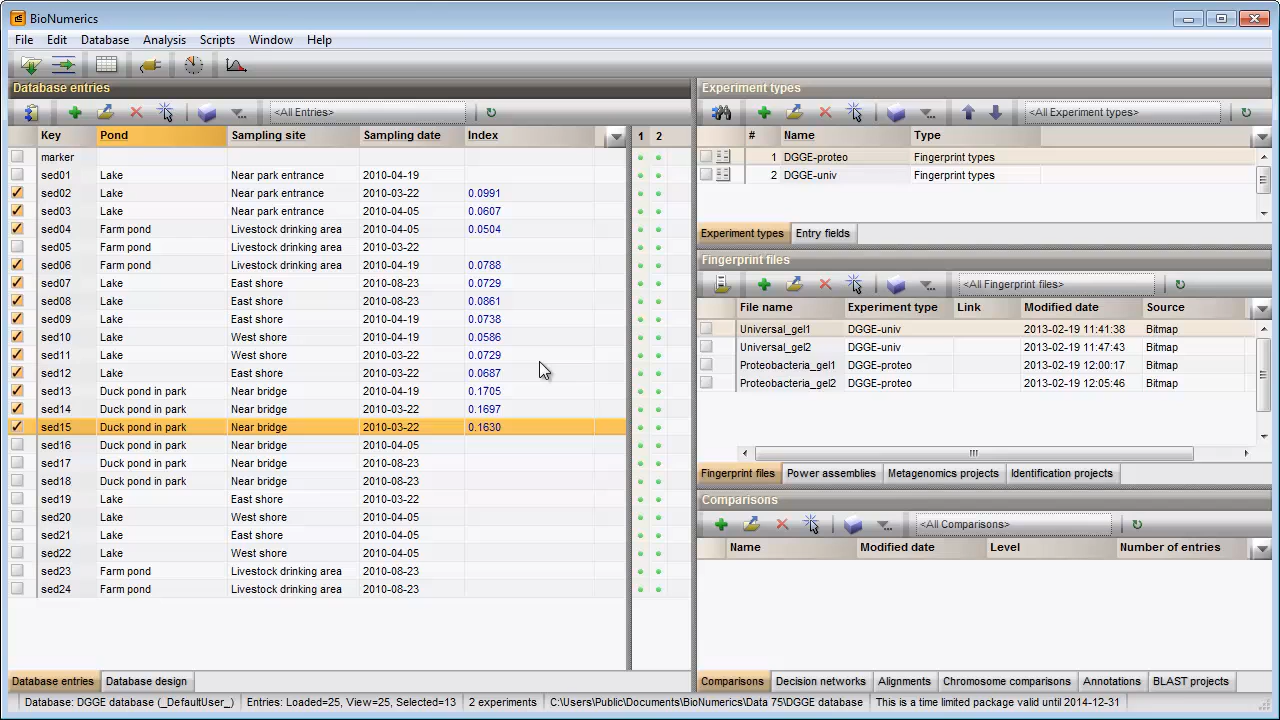 BioNumerics
File Edit Database Analysis Scripts Window Help
Database entries
<All Entries>
Key Pond Sampling site Sampling date Index 1 2
marker
sed01 Lake Near park entrance 2010-04-19
sed02 Lake Near park entrance 2010-03-22 0.0991
sed03 Lake Near park entrance 2010-04-05 0.0607
sed04 Farm pond Livestock drinking area 2010-04-05 0.0504
sed05 Farm pond Livestock drinking area 2010-03-22
sed06 Farm pond Livestock drinking area 2010-04-19 0.0788
sed07 Lake East shore 2010-03-22 0.0729
sed08 Lake East shore 2010-08-23 0.0861
sed09 Lake East shore 2010-04-19 0.0738
sed10 Lake West shore 2010-04-19 0.0586
sed11 Lake West shore 2010-03-22 0.0729
sed12 Lake East shore 2010-03-22 0.0687
sed13 Duck pond in park Near bridge 2010-04-19 0.1705
sed14 Duck pond in park Near bridge 2010-03-22 0.1697
sed15 Duck pond in park Near bridge 2010-03-22 0.1630
sed16 Duck pond in park Near bridge 2010-04-05
sed17 Duck pond in park Near bridge 2010-08-23
sed18 Duck pond in park Near bridge 2010-08-23
sed19 Lake East shore 2010-03-22
sed20 Lake West shore 2010-04-05
sed21 Lake East shore 2010-04-05
sed22 Lake West shore 2010-03-22
sed23 Farm pond Livestock drinking area 2010-08-23
sed24 Farm pond Livestock drinking area 2010-08-23
Database entries Database design
Experiment types
<All Experiment types>
# Name Type
1 DGGE-proteo Fingerprint types
2 DGGE-univ Fingerprint types
Experiment types Entry fields
Fingerprint files
<All Fingerprint files>
File name Experiment type Link Modified date Source
Universal_gel1 DGGE-univ 2013-02-19 11:41:38 Bitmap
Universal_gel2 DGGE-univ 2013-02-19 11:47:43 Bitmap
Proteobacteria_gel1 DGGE-proteo 2013-02-19 12:00:17 Bitmap
Proteobacteria_gel2 DGGE-proteo 2013-02-19 12:05:46 Bitmap
Fingerprint files Power assemblies Metagenomics projects Identification projects
Comparisons
<All Comparisons>
Name Modified date Level Number of entries
Comparisons Decision networks Alignments Chromosome comparisons Annotations BLAST projects
Database: DGGE database (_DefaultUser_) Entries: Loaded=25, View=25, Selected=13 2 experiments C:\Users\Public\Documents\BioNumerics\Data 75\DGGE database This is a time limited package valid until 2014-12-31